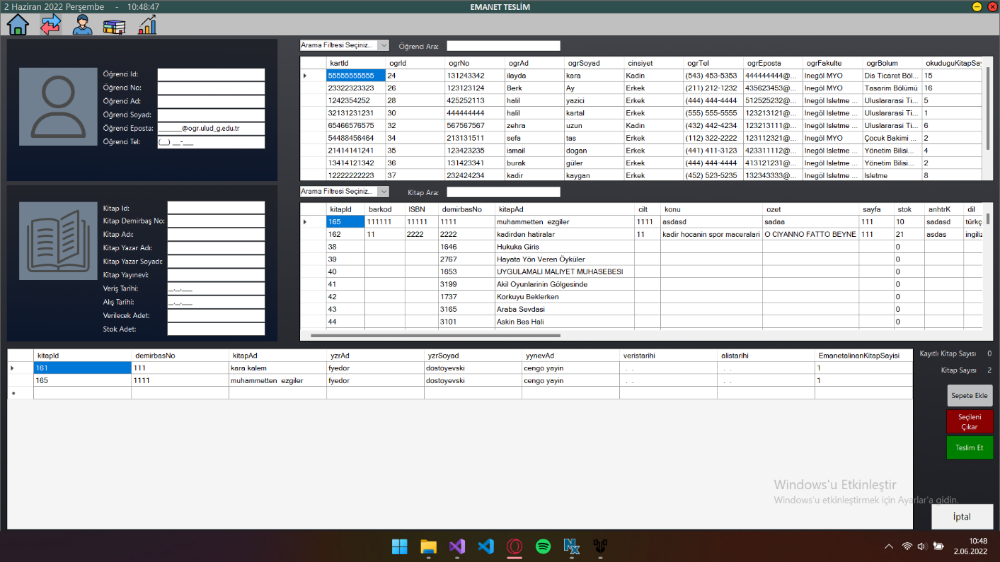 2 Haziran 2022 Perşembe - 10:48:47 EMANET TESLİM
Arama Filtresi Seçiniz... Öğrenci Ara:
Öğrenci Id:
Öğrenci No:
Öğrenci Ad:
Öğrenci Soyad:
Öğrenci Eposta: _______@ogr.ulud_g.edu.tr
Öğrenci Tel: (__) __-___
kartId ogrId ogrNo ogrAd ogrSoyad cinsiyet ogrTel ogrEposta ogrFakulte ogrBolum okuduguKitapSay
55555555555 24 131243342 ilayda kara Kadin (543) 453-5353 444444444@... Inegöl MYO Dis Ticaret Böl... 15
23322323323 26 123123124 Berk Ay Erkek (211) 212-1232 435623453@... Inegöl MYO Tasarim Bölümü 16
1242354252 28 425252113 halil yazici Erkek (444) 444-4444 512525232@... Inegöl Isletme ... Uluslararasi Ti... 5
32131231231 30 444444444 halil kartal Erkek (555) 555-5555 123213121@... Inegöl Isletme ... Uluslararasi Ti... 1
65466576575 32 567567567 zehra uzun Kadin (432) 442-4234 123213111@... Inegöl Isletme ... Uluslararasi Ti... 6
54488456464 34 213131511 sefa tas Erkek (112) 322-2222 123112321@... Inegöl MYO Çocuk Bakimi ... 2
21414141241 35 123423235 ismail dogan Erkek (441) 411-3123 423311112@... Inegöl Isletme ... Yönetim Bilisi... 4
13414121342 36 131423341 burak güler Erkek (444) 444-4444 413121231@... Inegöl Isletme ... Yönetim Bilisi... 2
12222222223 37 232424234 kadir kaygan Erkek (452) 523-5235 132343333@... Inegöl Isletme ... Isletme 8
Arama Filtresi Seçiniz... Kitap Ara:
Kitap Id:
Kitap Demirbaş No:
Kitap Adı:
Kitap Yazar Adı:
Kitap Yazar Soyadı:
Kitap Yayınevi:
Veriş Tarihi: __.__.____
Alış Tarihi: __.__.____
Verilecek Adet:
Stok Adet:
kitapId barkod ISBN demirbasNo kitapAd cilt konu ozet sayfa stok anhtrK dil
165 111111 11111 1111 muhammetten ezgiler 1111 asdasd sadaa 111 10 sadasd türkç
162 11 2222 2222 kadirden hatiralar 11 kadir hocanin spor maceralari O CIYANNO FATTO BEYNE 111 21 asdas ingiliz
38 1646 Hukuka Giris 0
39 2767 Hayata Yön Veren Öyküler 0
40 1653 UYGULAMALI MALIYET MUHASEBESI 0
41 3199 Akil Oyunlarinin Gölgesinde 0
42 1737 Korkuyu Beklerken 0
43 3165 Araba Sevdasi 0
44 3101 Askin Bes Hali 0
kitapId demirbasNo kitapAd yzrAd yzrSoyad yynevAd veristarihi alistarihi EmanetalinanKitapSayisi
161 111 kara kalem fyedor dostoyevski cengo yayin . . . . 1
165 1111 muhammetten ezgiler fyedor dostoyevski cengo yayin . . . . 1
Kayıtlı Kitap Sayısı 0
Kitap Sayısı 2
Sepete Ekle
Seçileni
Çıkar
Teslim Et
Windows'u Etkinleştir
Windows'u etkinleştirmek için Ayarlar'a gidin.
İptal
10:48
2.06.2022